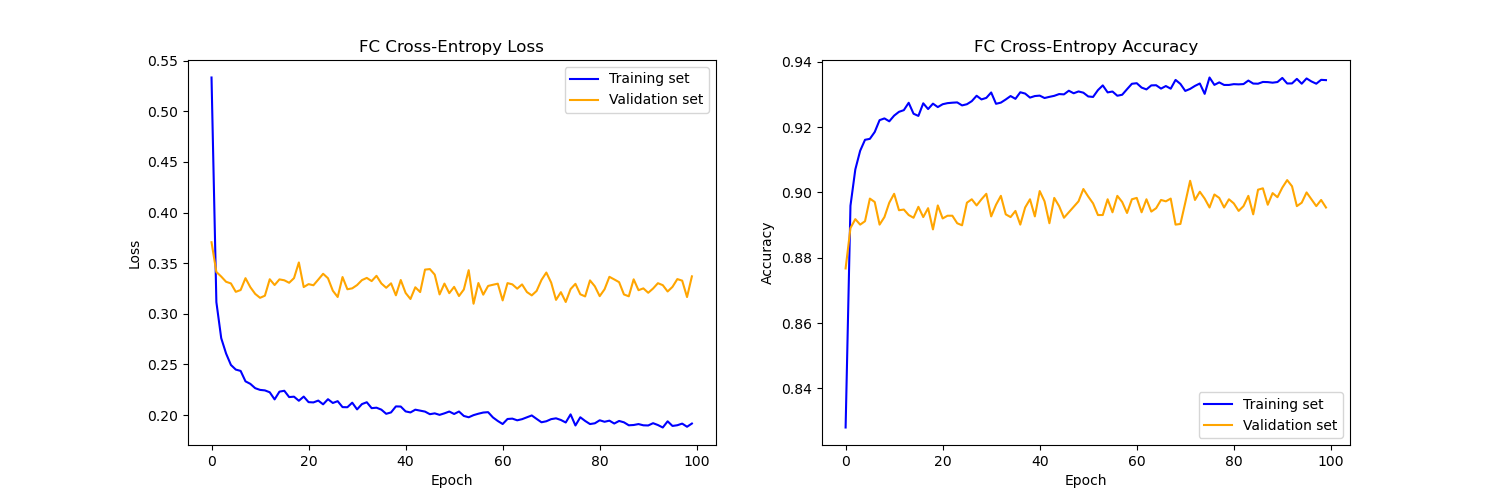 FC Cross-Entropy Loss
0.55
0.50
0.45
0.40
0.35
0.30
0.25
0.20
Loss
0
20
40
60
80
100
Epoch
Training set
Validation set
FC Cross-Entropy Accuracy
0.94
0.92
0.90
0.88
0.86
0.84
Accuracy
0
20
40
60
80
100
Epoch
Training set
Validation set